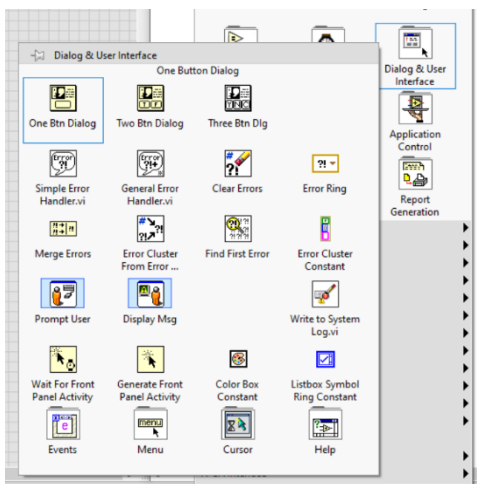 Dialog & User Interface
One Button Dialog
One Btn Dialog
Two Btn Dialog
Three Btn Dlg
Simple Error
Handler.vi
General Error
Handler.vi
Clear Errors
Error Ring
Merge Errors
Error Cluster
From Error ...
Find First Error
Error Cluster
Constant
Prompt User
Display Msg
Write to System
Log.vi
Wait For Front
Panel Activity
Generate Front
Panel Activity
Color Box
Constant
Listbox Symbol
Ring Constant
Events
menu
Menu
Cursor
Help
Dialog & User
Interface
Application
Control
Report
Generation